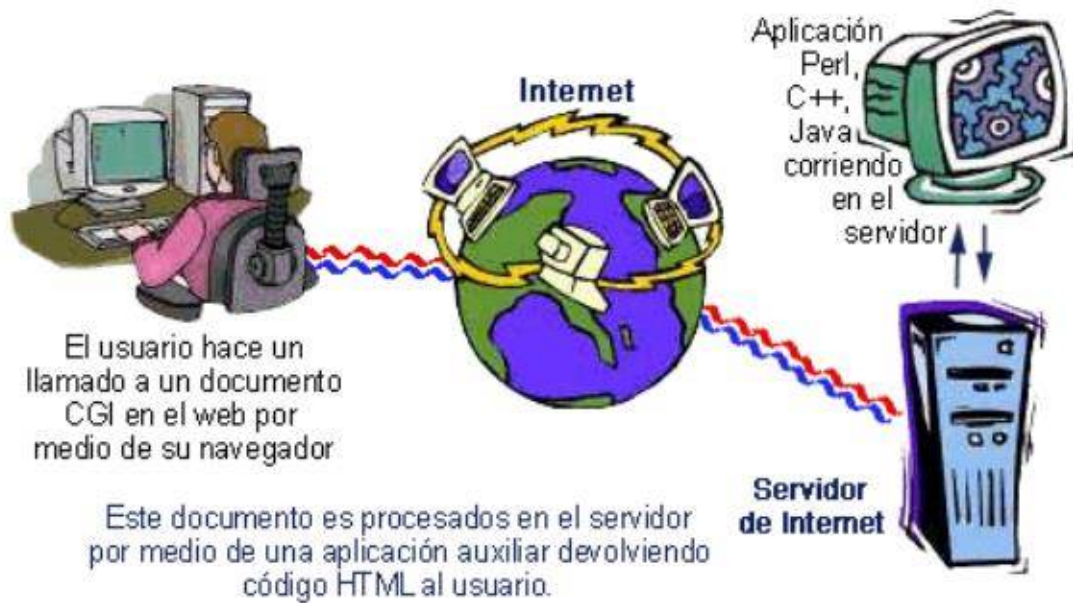 Aplicación
Perl,
C++,
Java
corriendo
en el
servidor
Internet
El usuario hace un
llamado a un documento
CGI en el web por
medio de su navegador
Servidor
de Internet
Este documento es procesados en el servidor
por medio de una aplicación auxiliar devolviendo
código HTML al usuario.